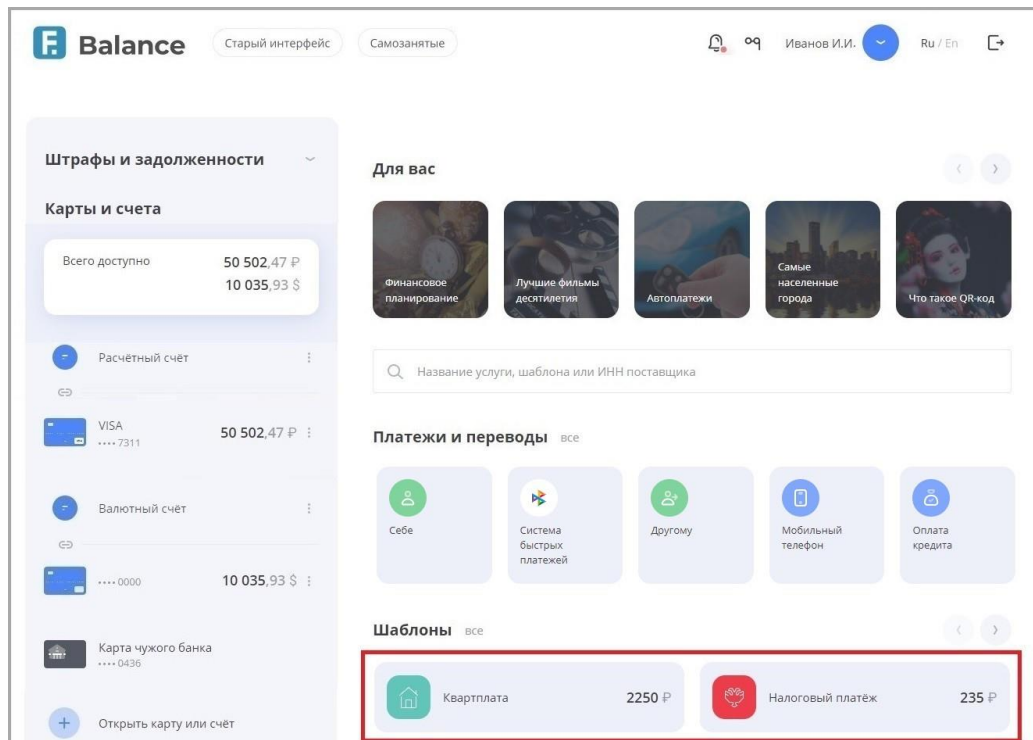 F. Balance
Старый интерфейс
Самозанятые
Иванов И.И.
Ru / En
Штрафы и задолженности
Карты и счета
Всего доступно
50 502,47 ₽
10 035,93 $
Расчётный счёт
VISA
50 502,47 ₽
•••• 7311
Валютный счёт
•••• 0000
10 035,93 $
Карта чужого банка
•••• 0436
Открыть карту или счёт
Для вас
Финансовое
планирование
Лучшие фильмы
десятилетия
Автоплатежи
Самые
населенные
города
Что такое QR-код
Название услуги, шаблона или ИНН поставщика
Платежи и переводы все
Себе
Система
быстрых
платежей
Другому
Мобильный
телефон
Оплата
кредита
Шаблоны все
Квартплата 2250 ₽
Налоговый платёж 235 ₽